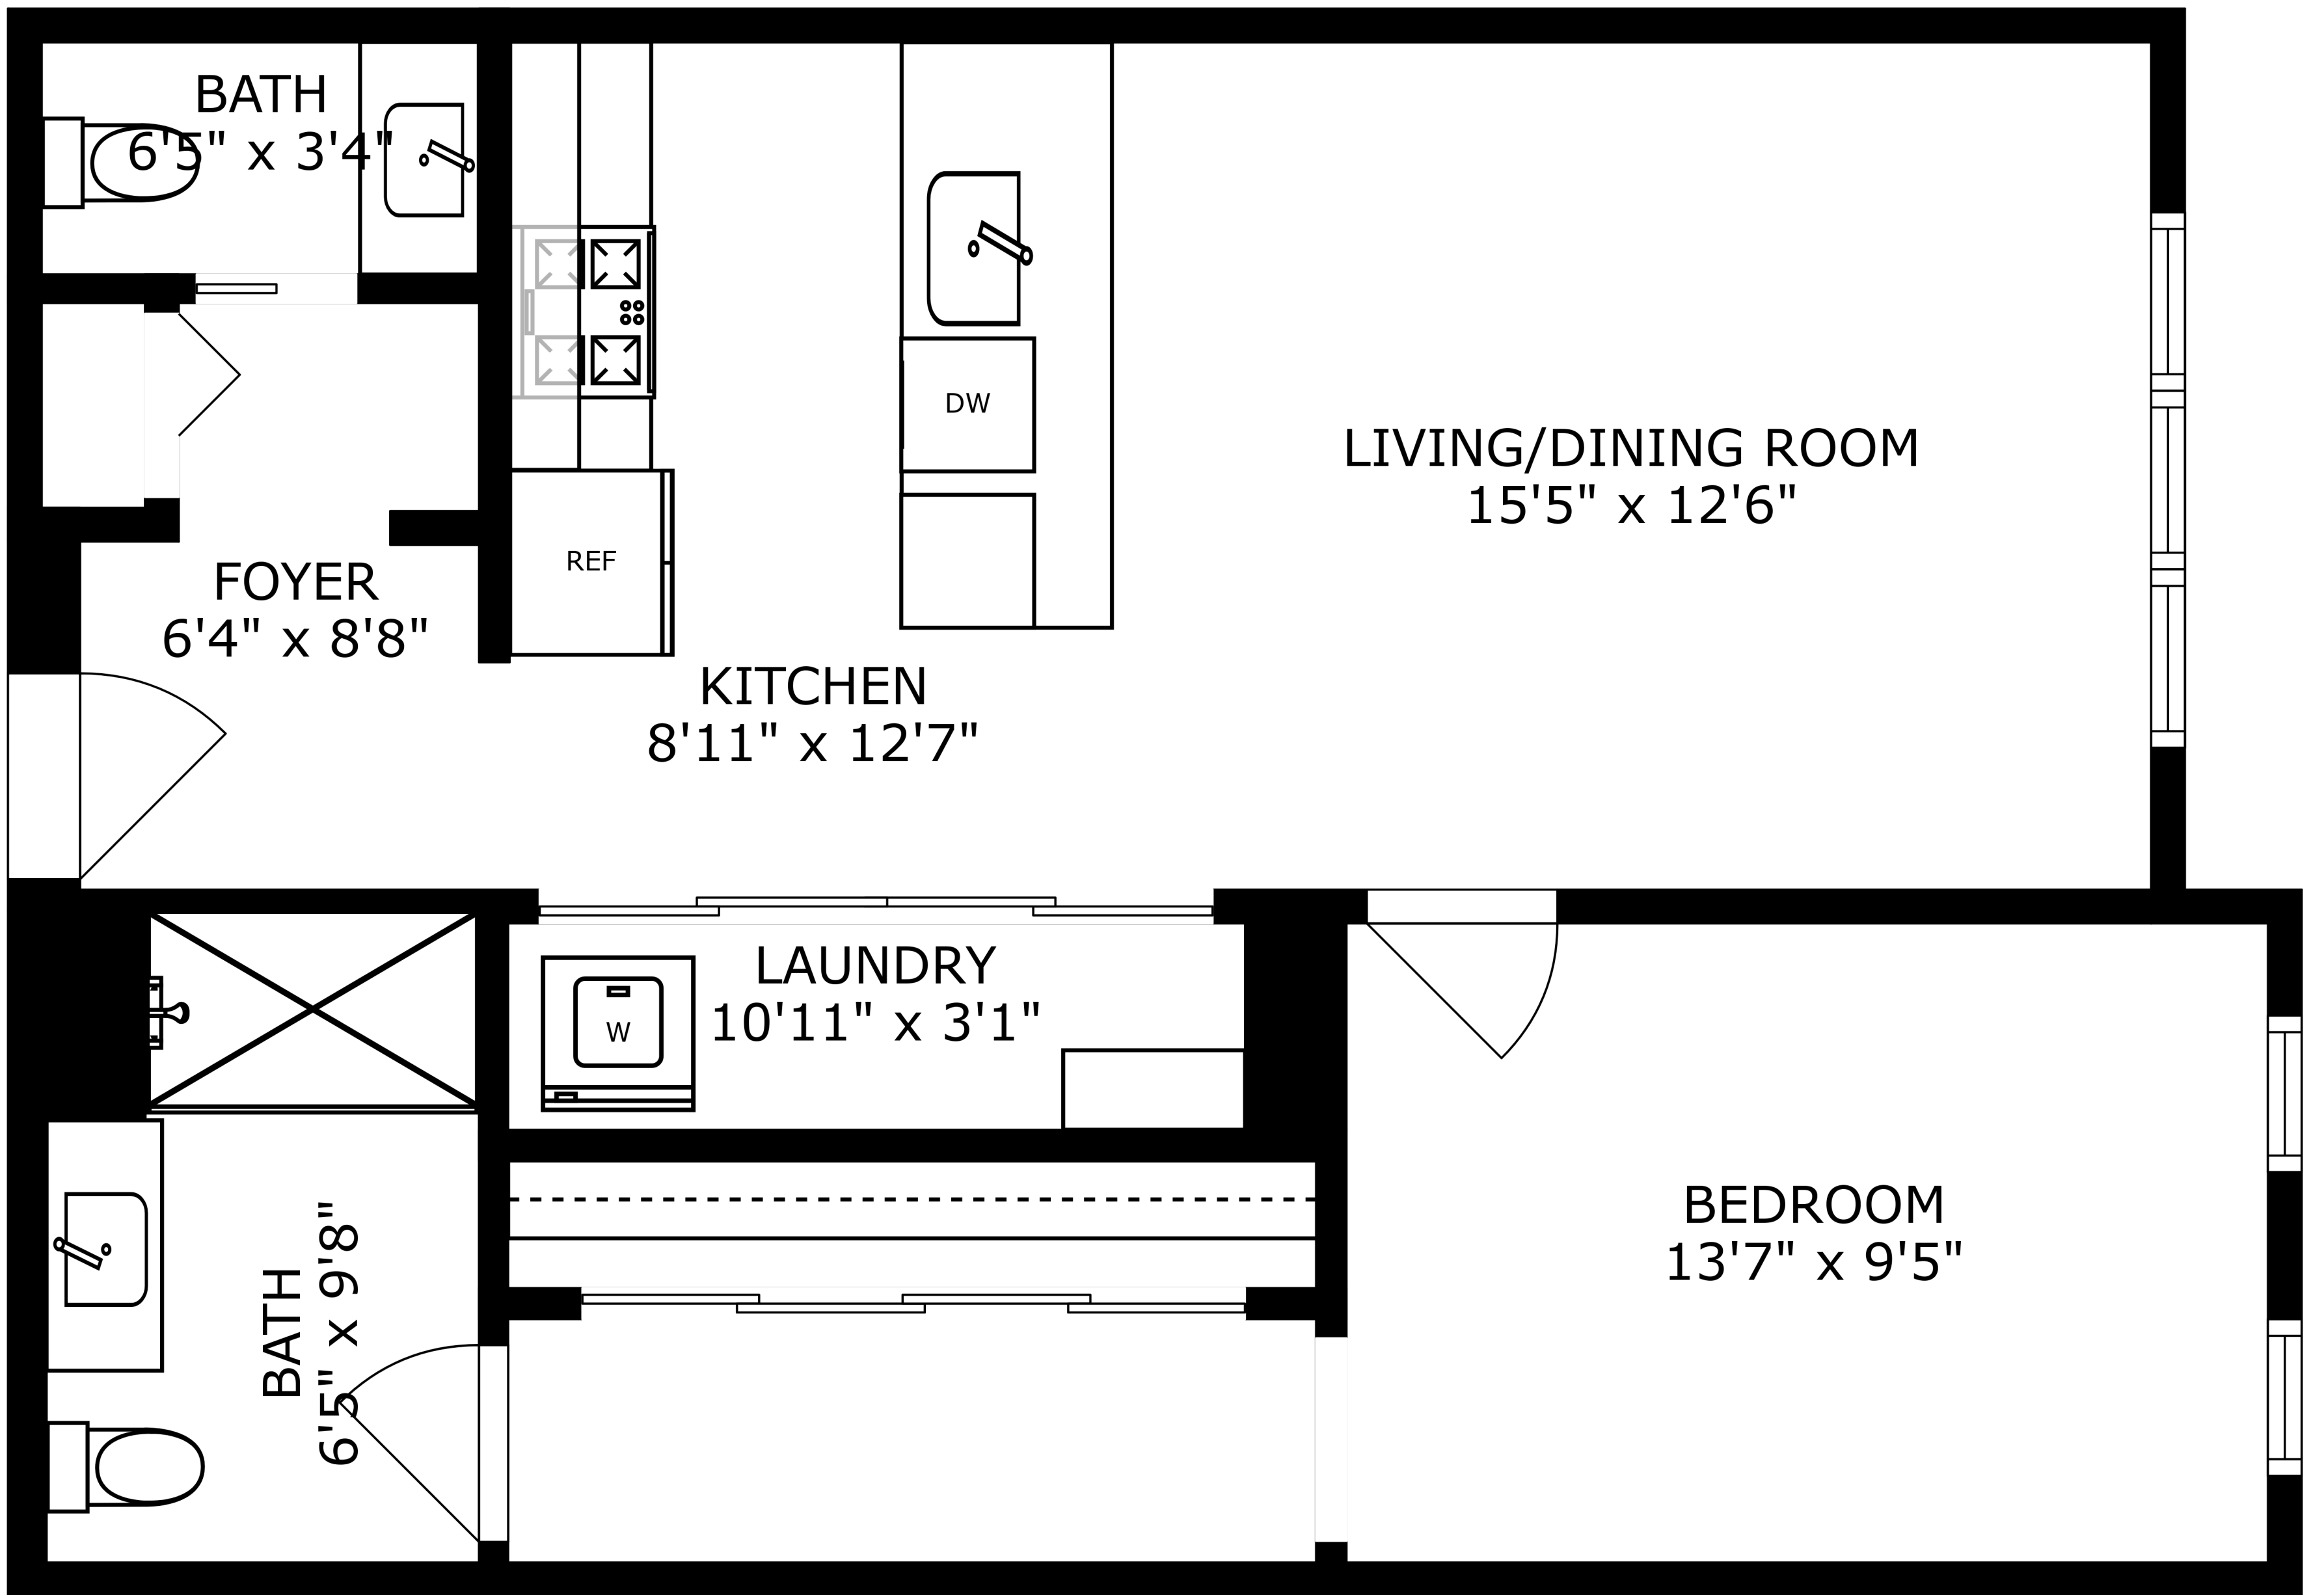 BATH
6'5" x 3'4"
DW
LIVING/DINING ROOM
15'5" x 12'6"
REF
FOYER
6'4" x 8'8"
KITCHEN
8'11" x 12'7"
LAUNDRY
10'11" x 3'1"
W
BATH
6'5" x 9'8"
BEDROOM
13'7" x 9'5"